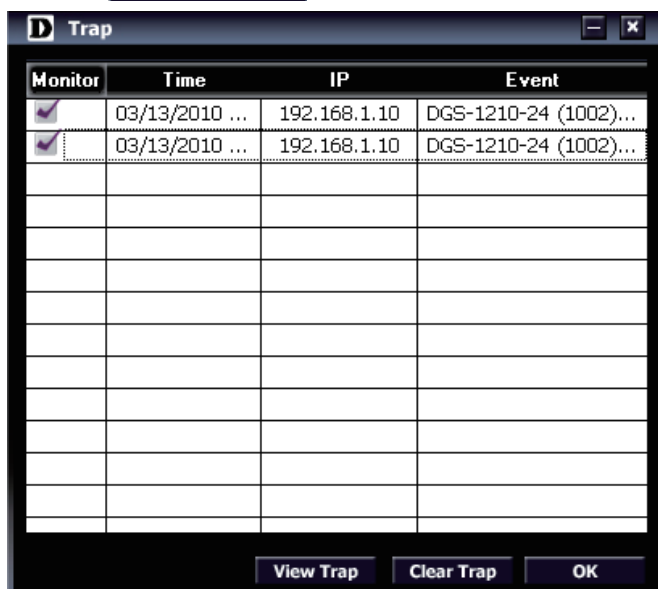 D Trap
Monitor Time IP Event
03/13/2010 ... 192.168.1.10 DGS-1210-24 (1002)...
03/13/2010 ... 192.168.1.10 DGS-1210-24 (1002)...
View Trap Clear Trap OK